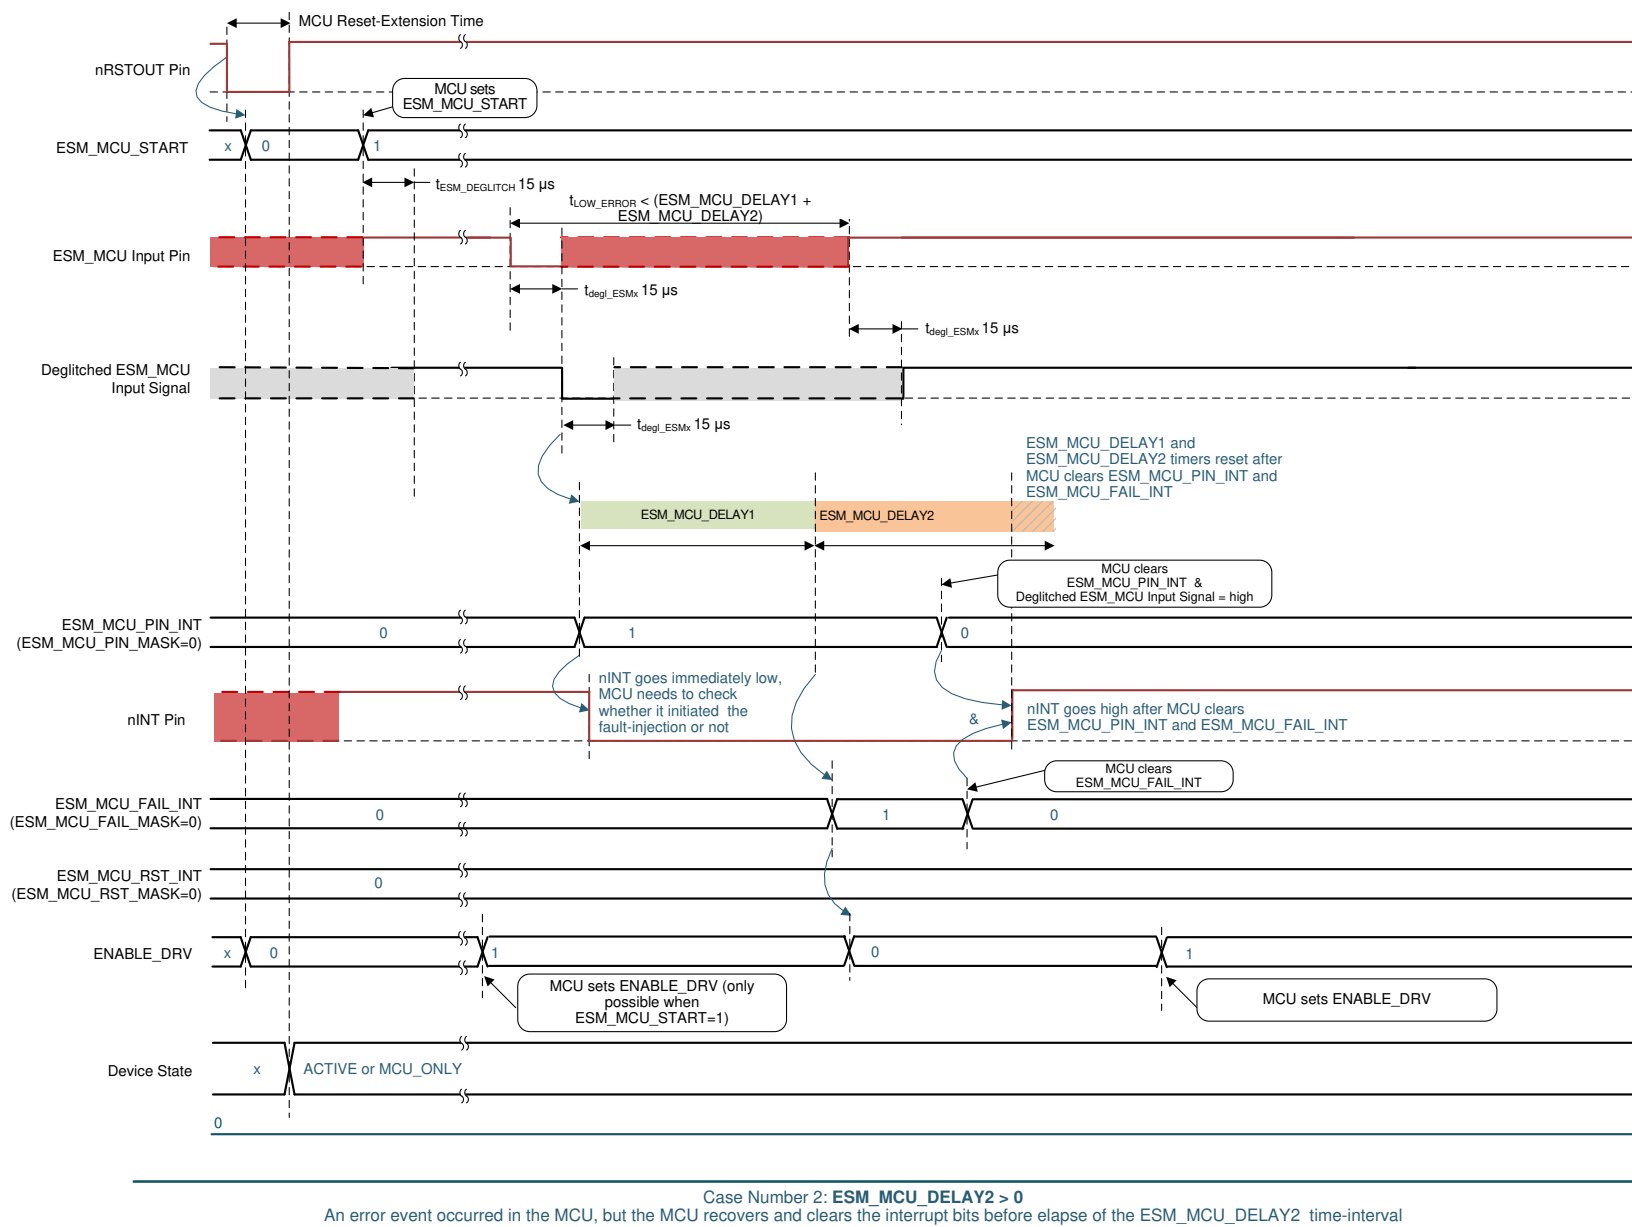 MCU Reset-Extension Time
nRSTOUT Pin
MCU sets
ESM_MCU_START
ESM_MCU_START
x
0
1
tESM_DEGLITCH 15 µs
tLOW_ERROR < (ESM_MCU_DELAY1 +
ESM_MCU_DELAY2)
ESM_MCU Input Pin
tdegl_ESMx 15 µs
tdegl_ESMx 15 µs
Deglitched ESM_MCU
Input Signal
tdegl_ESMx 15 µs
ESM_MCU_DELAY1 and
ESM_MCU_DELAY2 timers reset after
MCU clears ESM_MCU_PIN_INT and
ESM_MCU_FAIL_INT
ESM_MCU_DELAY1
ESM_MCU_DELAY2
MCU clears
ESM_MCU_PIN_INT &
Deglitched ESM_MCU Input Signal = high
ESM_MCU_PIN_INT
(ESM_MCU_PIN_MASK=0)
0
1
0
nINT goes immediately low,
MCU needs to check
whether it initiated the
fault-injection or not
nINT Pin
&
nINT goes high after MCU clears
ESM_MCU_PIN_INT and ESM_MCU_FAIL_INT
MCU clears
ESM_MCU_FAIL_INT
ESM_MCU_FAIL_INT
(ESM_MCU_FAIL_MASK=0)
0
1
0
ESM_MCU_RST_INT
(ESM_MCU_RST_MASK=0)
0
ENABLE_DRV
x
0
1
0
1
MCU sets ENABLE_DRV (only
possible when
ESM_MCU_START=1)
MCU sets ENABLE_DRV
Device State
x
ACTIVE or MCU_ONLY
0
Case Number 2: ESM_MCU_DELAY2 > 0
An error event occurred in the MCU, but the MCU recovers and clears the interrupt bits before elapse of the ESM_MCU_DELAY2 time-interval